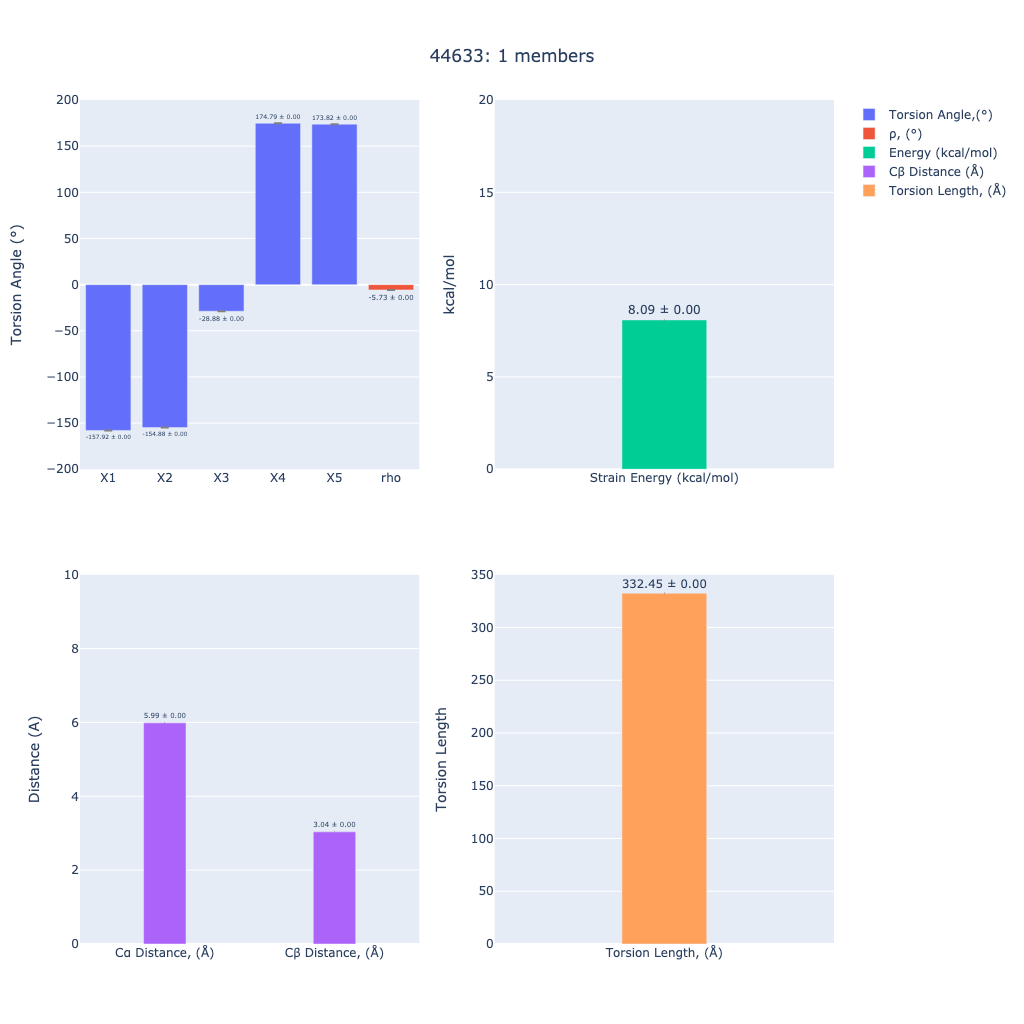 44633: 1 members
Torsion Angle (°)
200
150
100
50
0
−50
−100
−150
−200
-157.92 ± 0.00
-154.88 ± 0.00
-28.88 ± 0.00
174.79 ± 0.00
173.82 ± 0.00
-5.73 ± 0.00
X1 X2 X3 X4 X5 rho
kcal/mol
20
15
10
5
0
8.09 ± 0.00
Strain Energy (kcal/mol)
Torsion Angle,(°)
ρ, (°)
Energy (kcal/mol)
Cβ Distance (Å)
Torsion Length, (Å)
Distance (A)
10
8
6
4
2
0
5.99 ± 0.00
3.04 ± 0.00
Cα Distance, (Å) Cβ Distance, (Å)
Torsion Length
350
300
250
200
150
100
50
0
332.45 ± 0.00
Torsion Length, (Å)